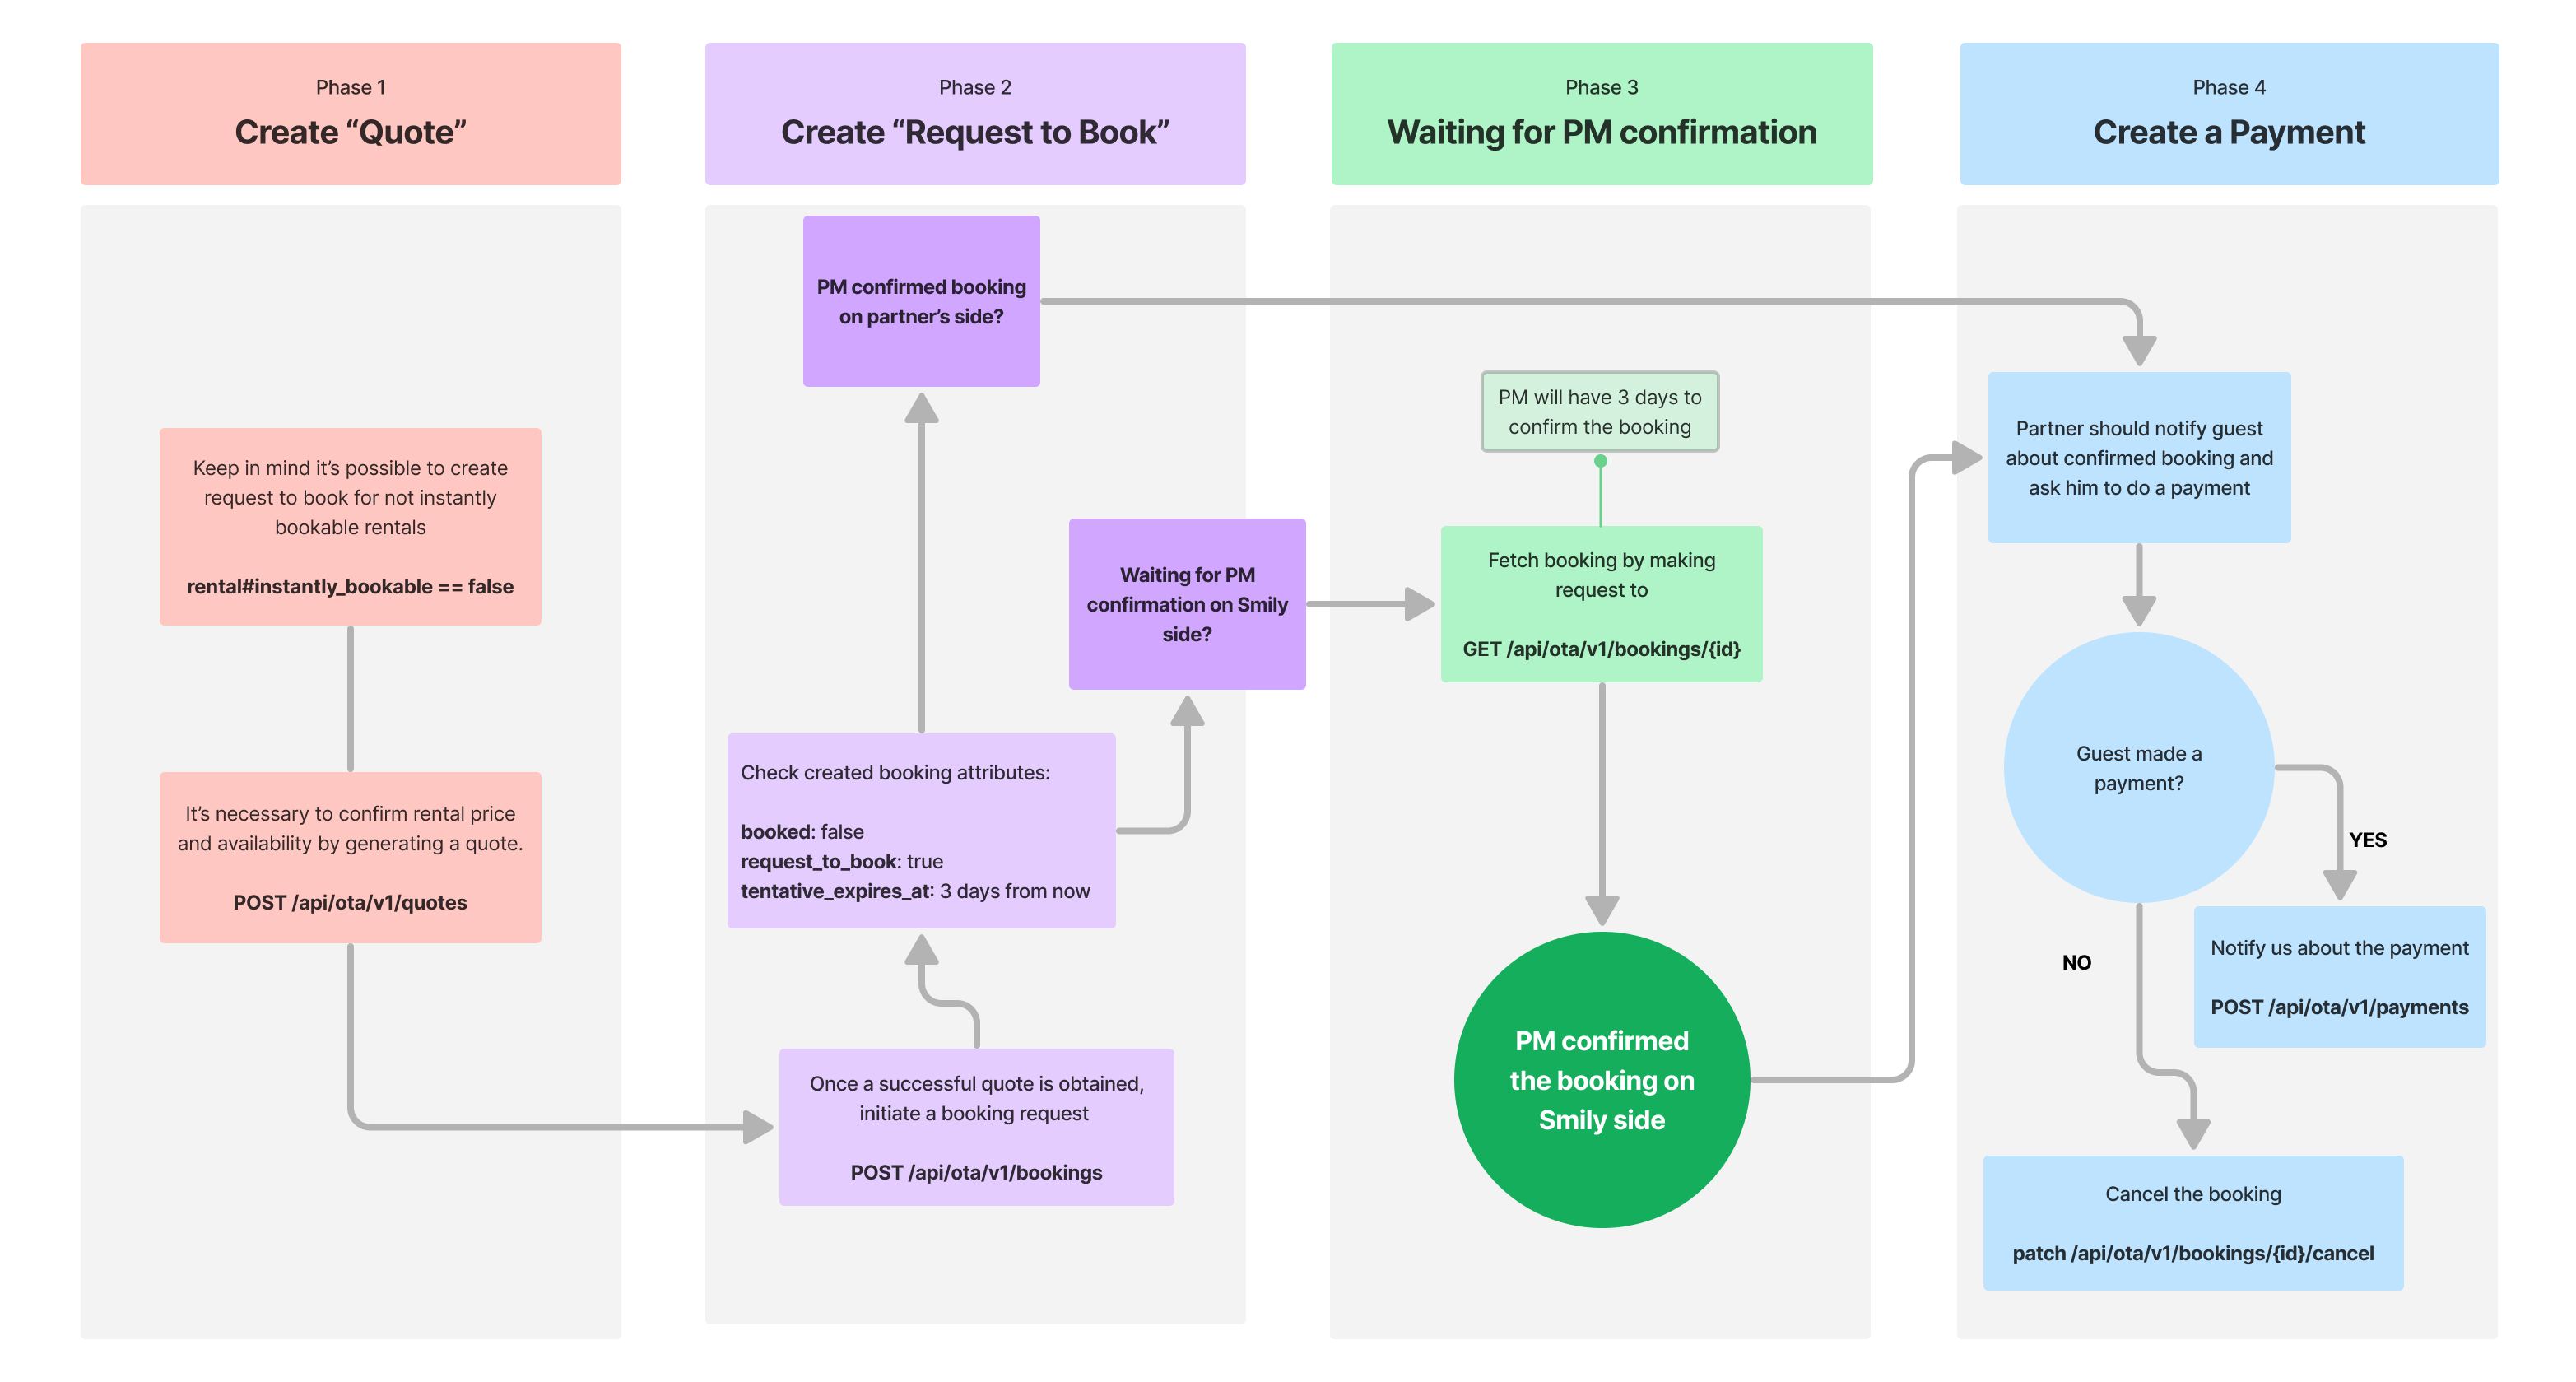 Phase 1
Create “Quote”
Keep in mind it’s possible to create
request to book for not instantly
bookable rentals
rental#instantly_bookable == false
It’s necessary to confirm rental price
and availability by generating a quote.
POST /api/ota/v1/quotes
Phase 2
Create “Request to Book”
PM confirmed booking
on partner’s side?
Waiting for PM
confirmation on Smily
side?
Check created booking attributes:
booked: false
request_to_book: true
tentative_expires_at: 3 days from now
Once a successful quote is obtained,
initiate a booking request
POST /api/ota/v1/bookings
Phase 3
Waiting for PM confirmation
PM will have 3 days to
confirm the booking
Fetch booking by making
request to
GET /api/ota/v1/bookings/{id}
PM confirmed
the booking on
Smily side
Phase 4
Create a Payment
Partner should notify guest
about confirmed booking and
ask him to do a payment
Guest made a
payment?
YES
Notify us about the payment
POST /api/ota/v1/payments
NO
Cancel the booking
patch /api/ota/v1/bookings/{id}/cancel